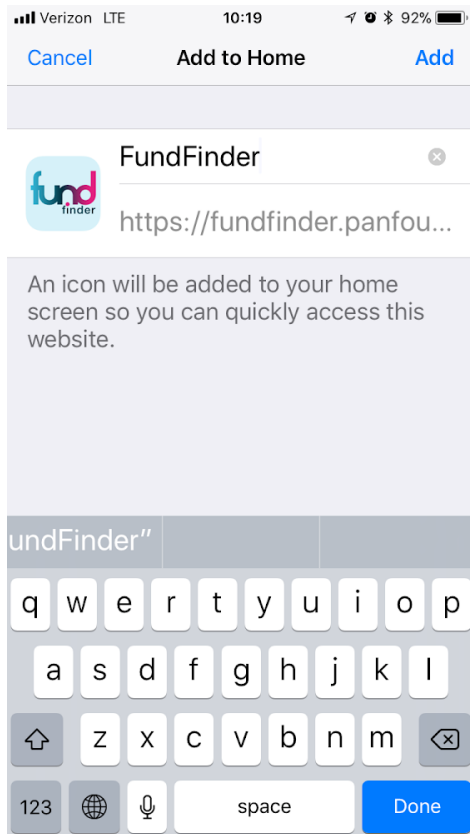 Verizon LTE 10:19 92%
Cancel Add to Home Add
fund
finder
FundFinder
https://fundfinder.panfou...
An icon will be added to your home
screen so you can quickly access this
website.
undFinder”
q w e r t y u i o p
a s d f g h j k l
z x c v b n m
123 space Done